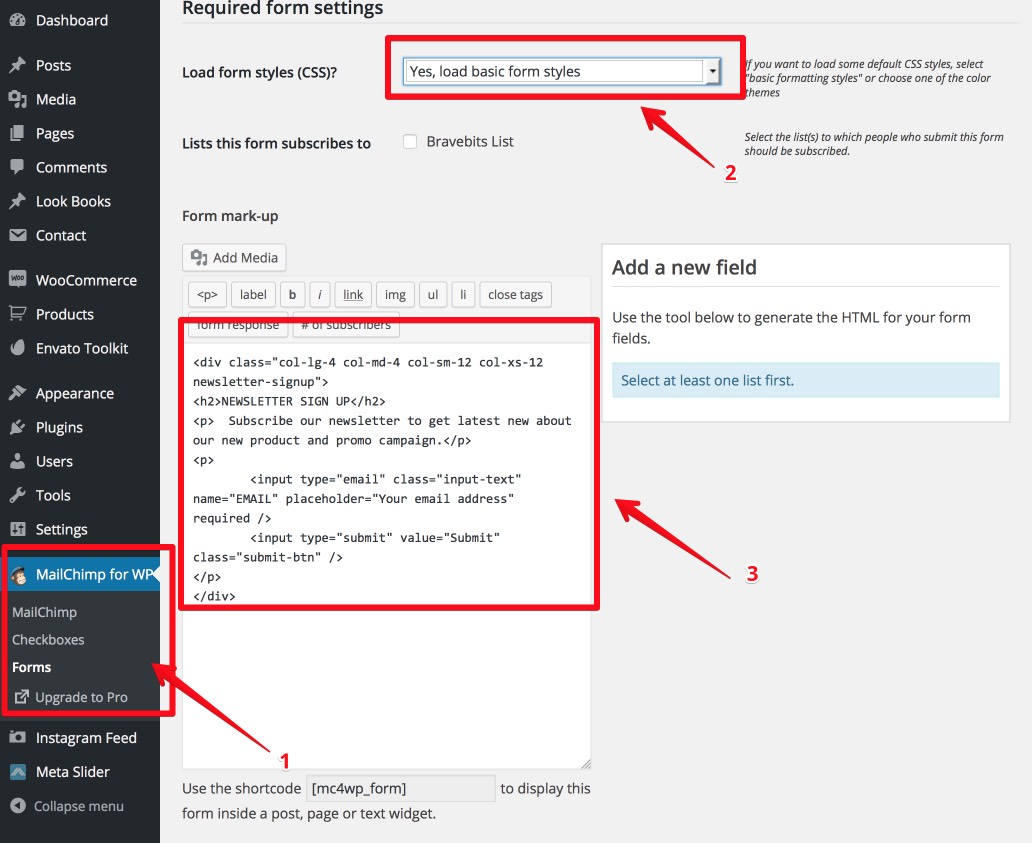 Dashboard
Posts
Media
Pages
Comments
Look Books
Contact
WOO
WooCommerce
Products
Envato Toolkit
Appearance
Plugins
Users
Tools
Settings
MailChimp for WP
MailChimp
Checkboxes
Forms
Upgrade to Pro
Instagram Feed
Meta Slider
Collapse menu
1
Required form settings
Load form styles (CSS)?
Yes, load basic form styles
If you want to load some default CSS styles, select
"basic formatting styles" or choose one of the color
themes
2
Lists this form subscribes to
Bravebits List
Select the list(s) to which people who submit this form
should be subscribed.
Form mark-up
Add Media
<p> label b i link img ul li close tags
form response # of subscribers
<div class="col-lg-4 col-md-4 col-sm-12 col-xs-12
newsletter-signup">
<h2>NEWSLETTER SIGN UP</h2>
<p>  Subscribe our newsletter to get latest new about
our new product and promo campaign.</p>
<p>
<input type="email" class="input-text"
name="EMAIL" placeholder="Your email address"
required />
<input type="submit" value="Submit"
class="submit-btn" />
</p>
</div>
3
Add a new field
Use the tool below to generate the HTML for your form
fields.
Select at least one list first.
Use the shortcode [mc4wp_form] to display this
form inside a post, page or text widget.